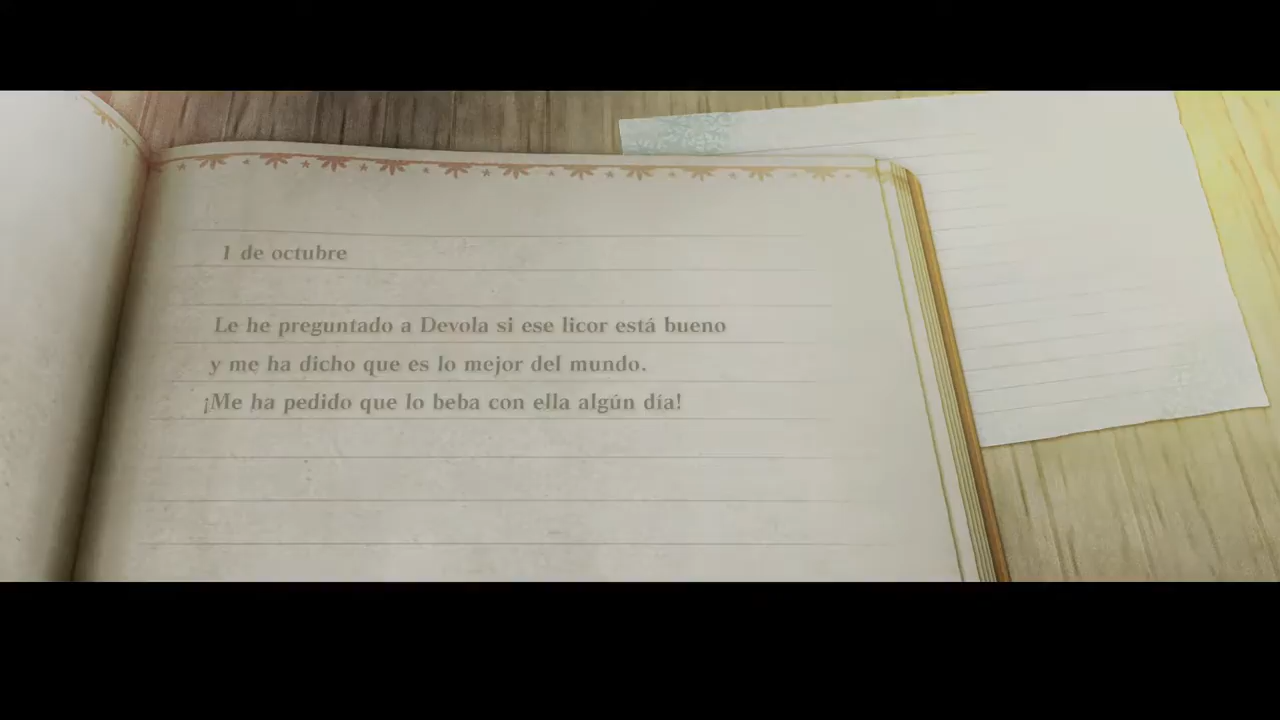 1 de octubre
Le he preguntado a Devola si ese licor está bueno
y me ha dicho que es lo mejor del mundo.
¡Me ha pedido que lo beba con ella algún día!